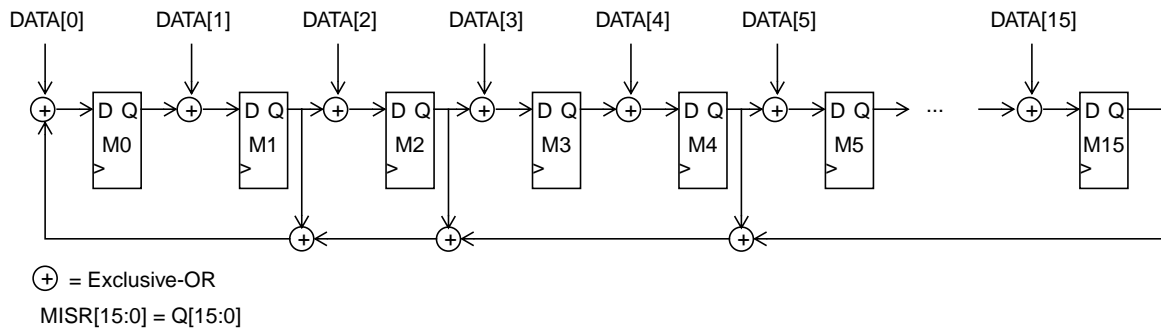 DATA[0] DATA[1] DATA[2] DATA[3] DATA[4] DATA[5] DATA[15]
+ D Q + D Q + D Q + D Q + D Q + D Q ... + D Q
M0 M1 M2 M3 M4 M5 M15
+ + +
+ = Exclusive-OR
MISR[15:0] = Q[15:0]